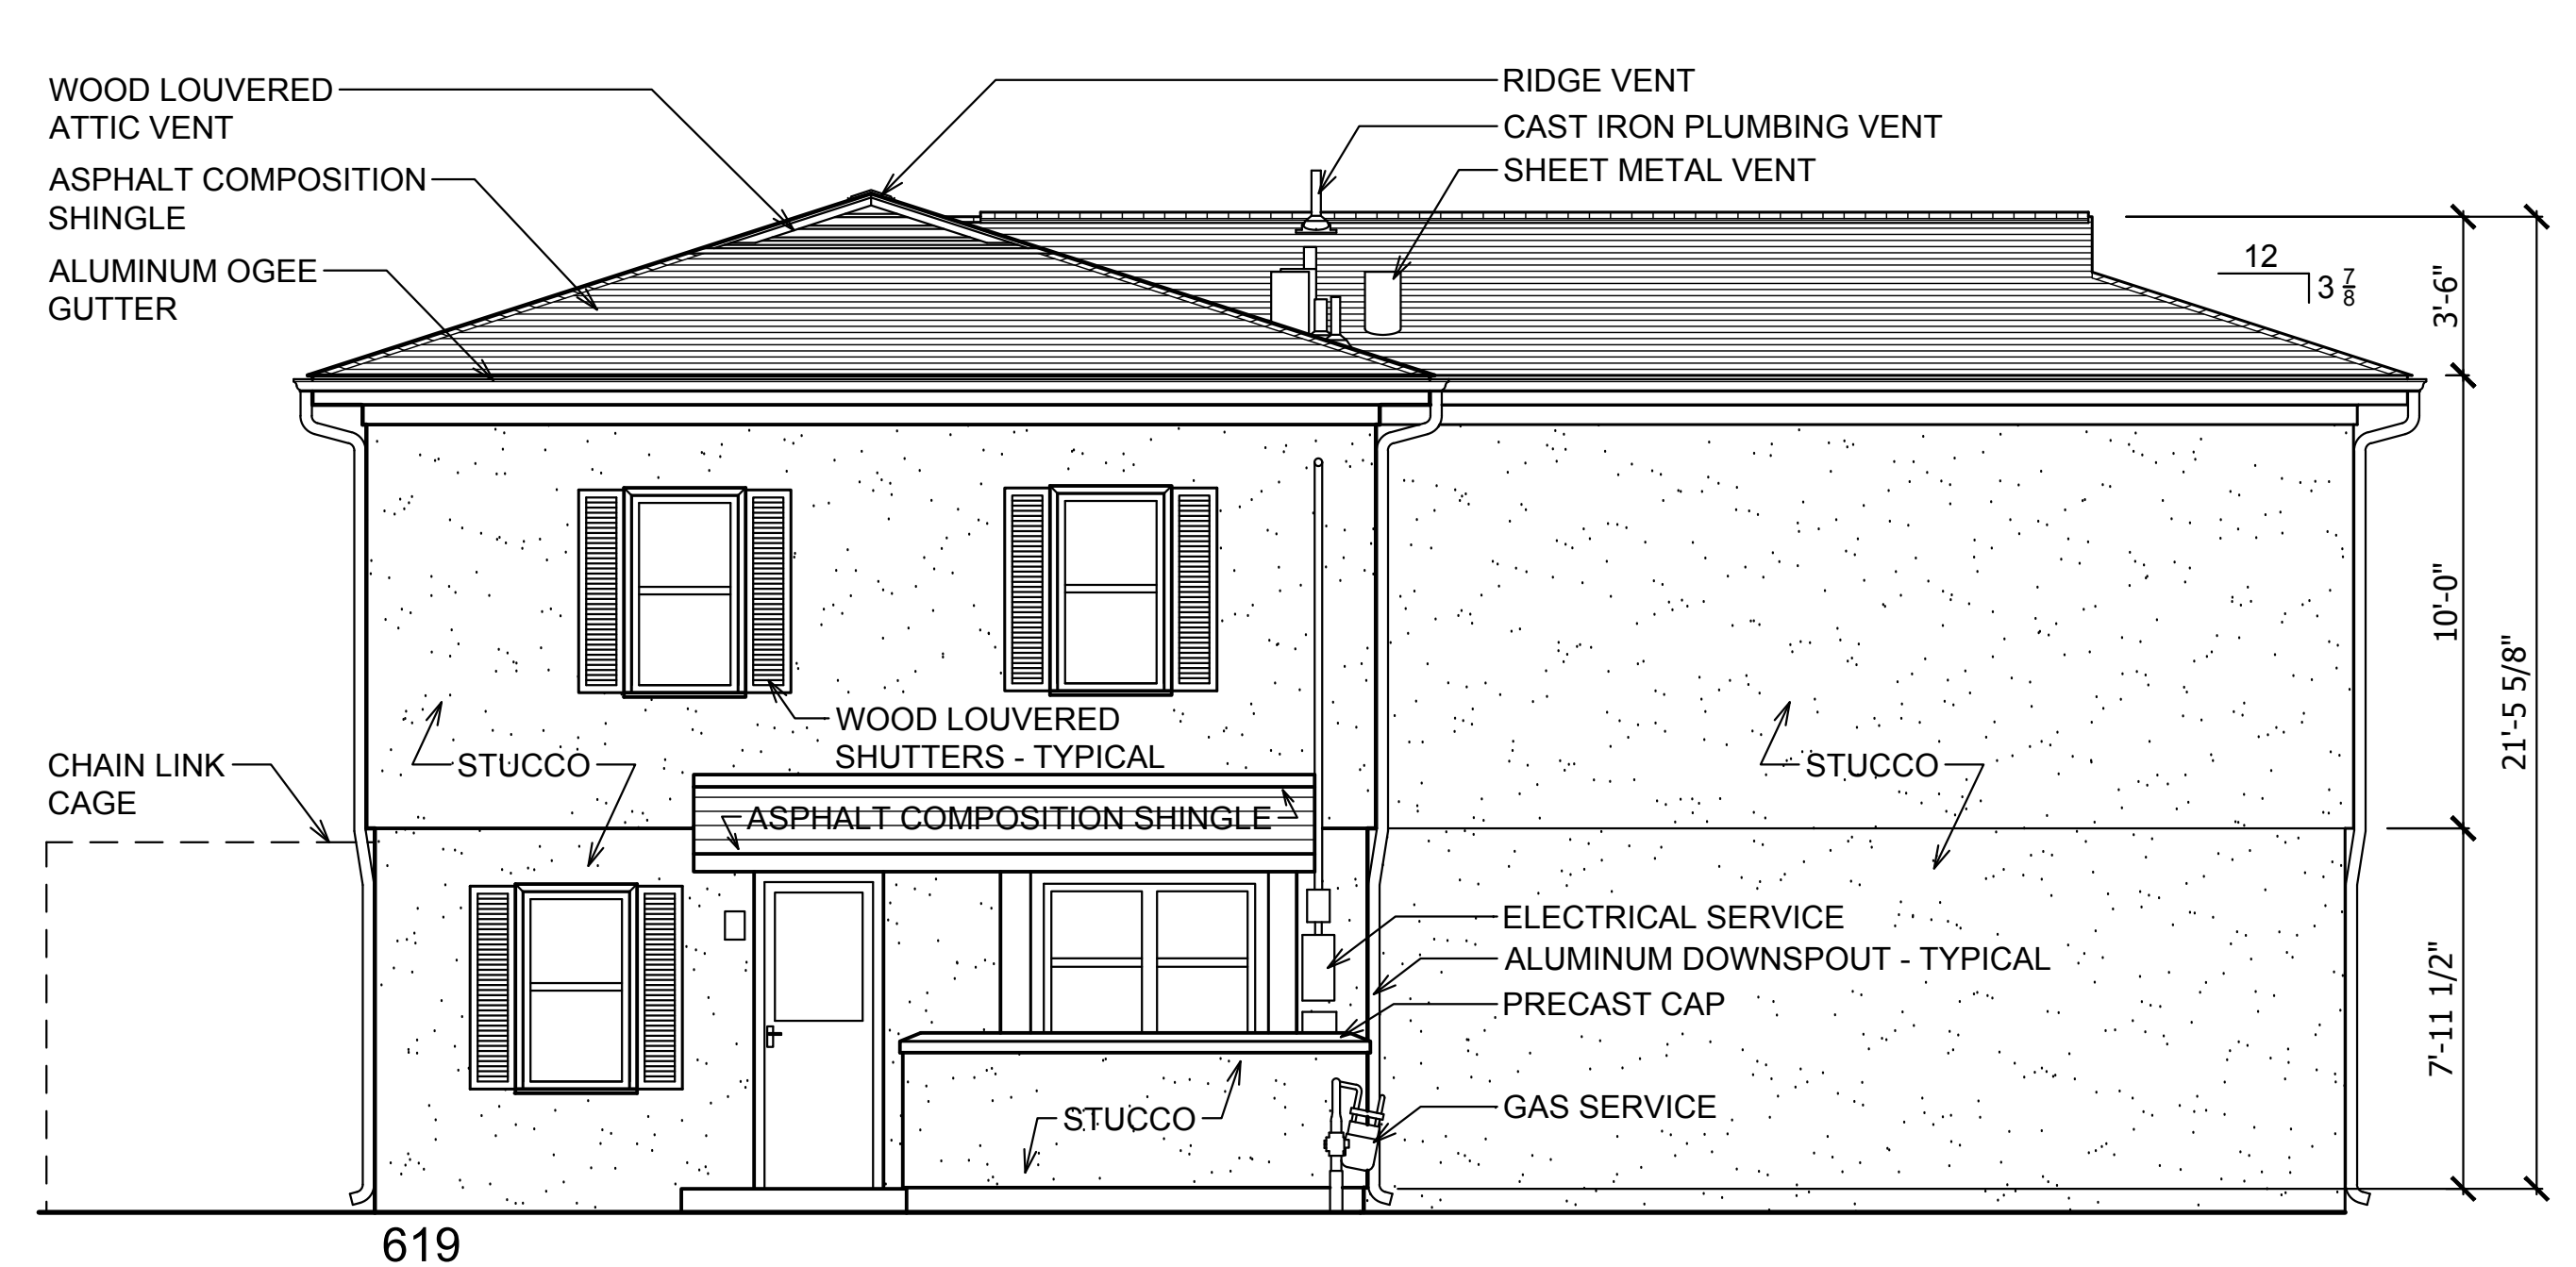 WOOD LOUVERED
ATTIC VENT
ASPHALT COMPOSITION
SHINGLE
ALUMINUM OGEE
GUTTER
RIDGE VENT
CAST IRON PLUMBING VENT
SHEET METAL VENT
12
3 7/8
3'-6"
10'-0"
21'-5 5/8"
7'-11 1/2"
WOOD LOUVERED
SHUTTERS - TYPICAL
STUCCO
STUCCO
CHAIN LINK
CAGE
ASPHALT COMPOSITION SHINGLE
ELECTRICAL SERVICE
ALUMINUM DOWNSPOUT - TYPICAL
PRECAST CAP
GAS SERVICE
STUCCO
619